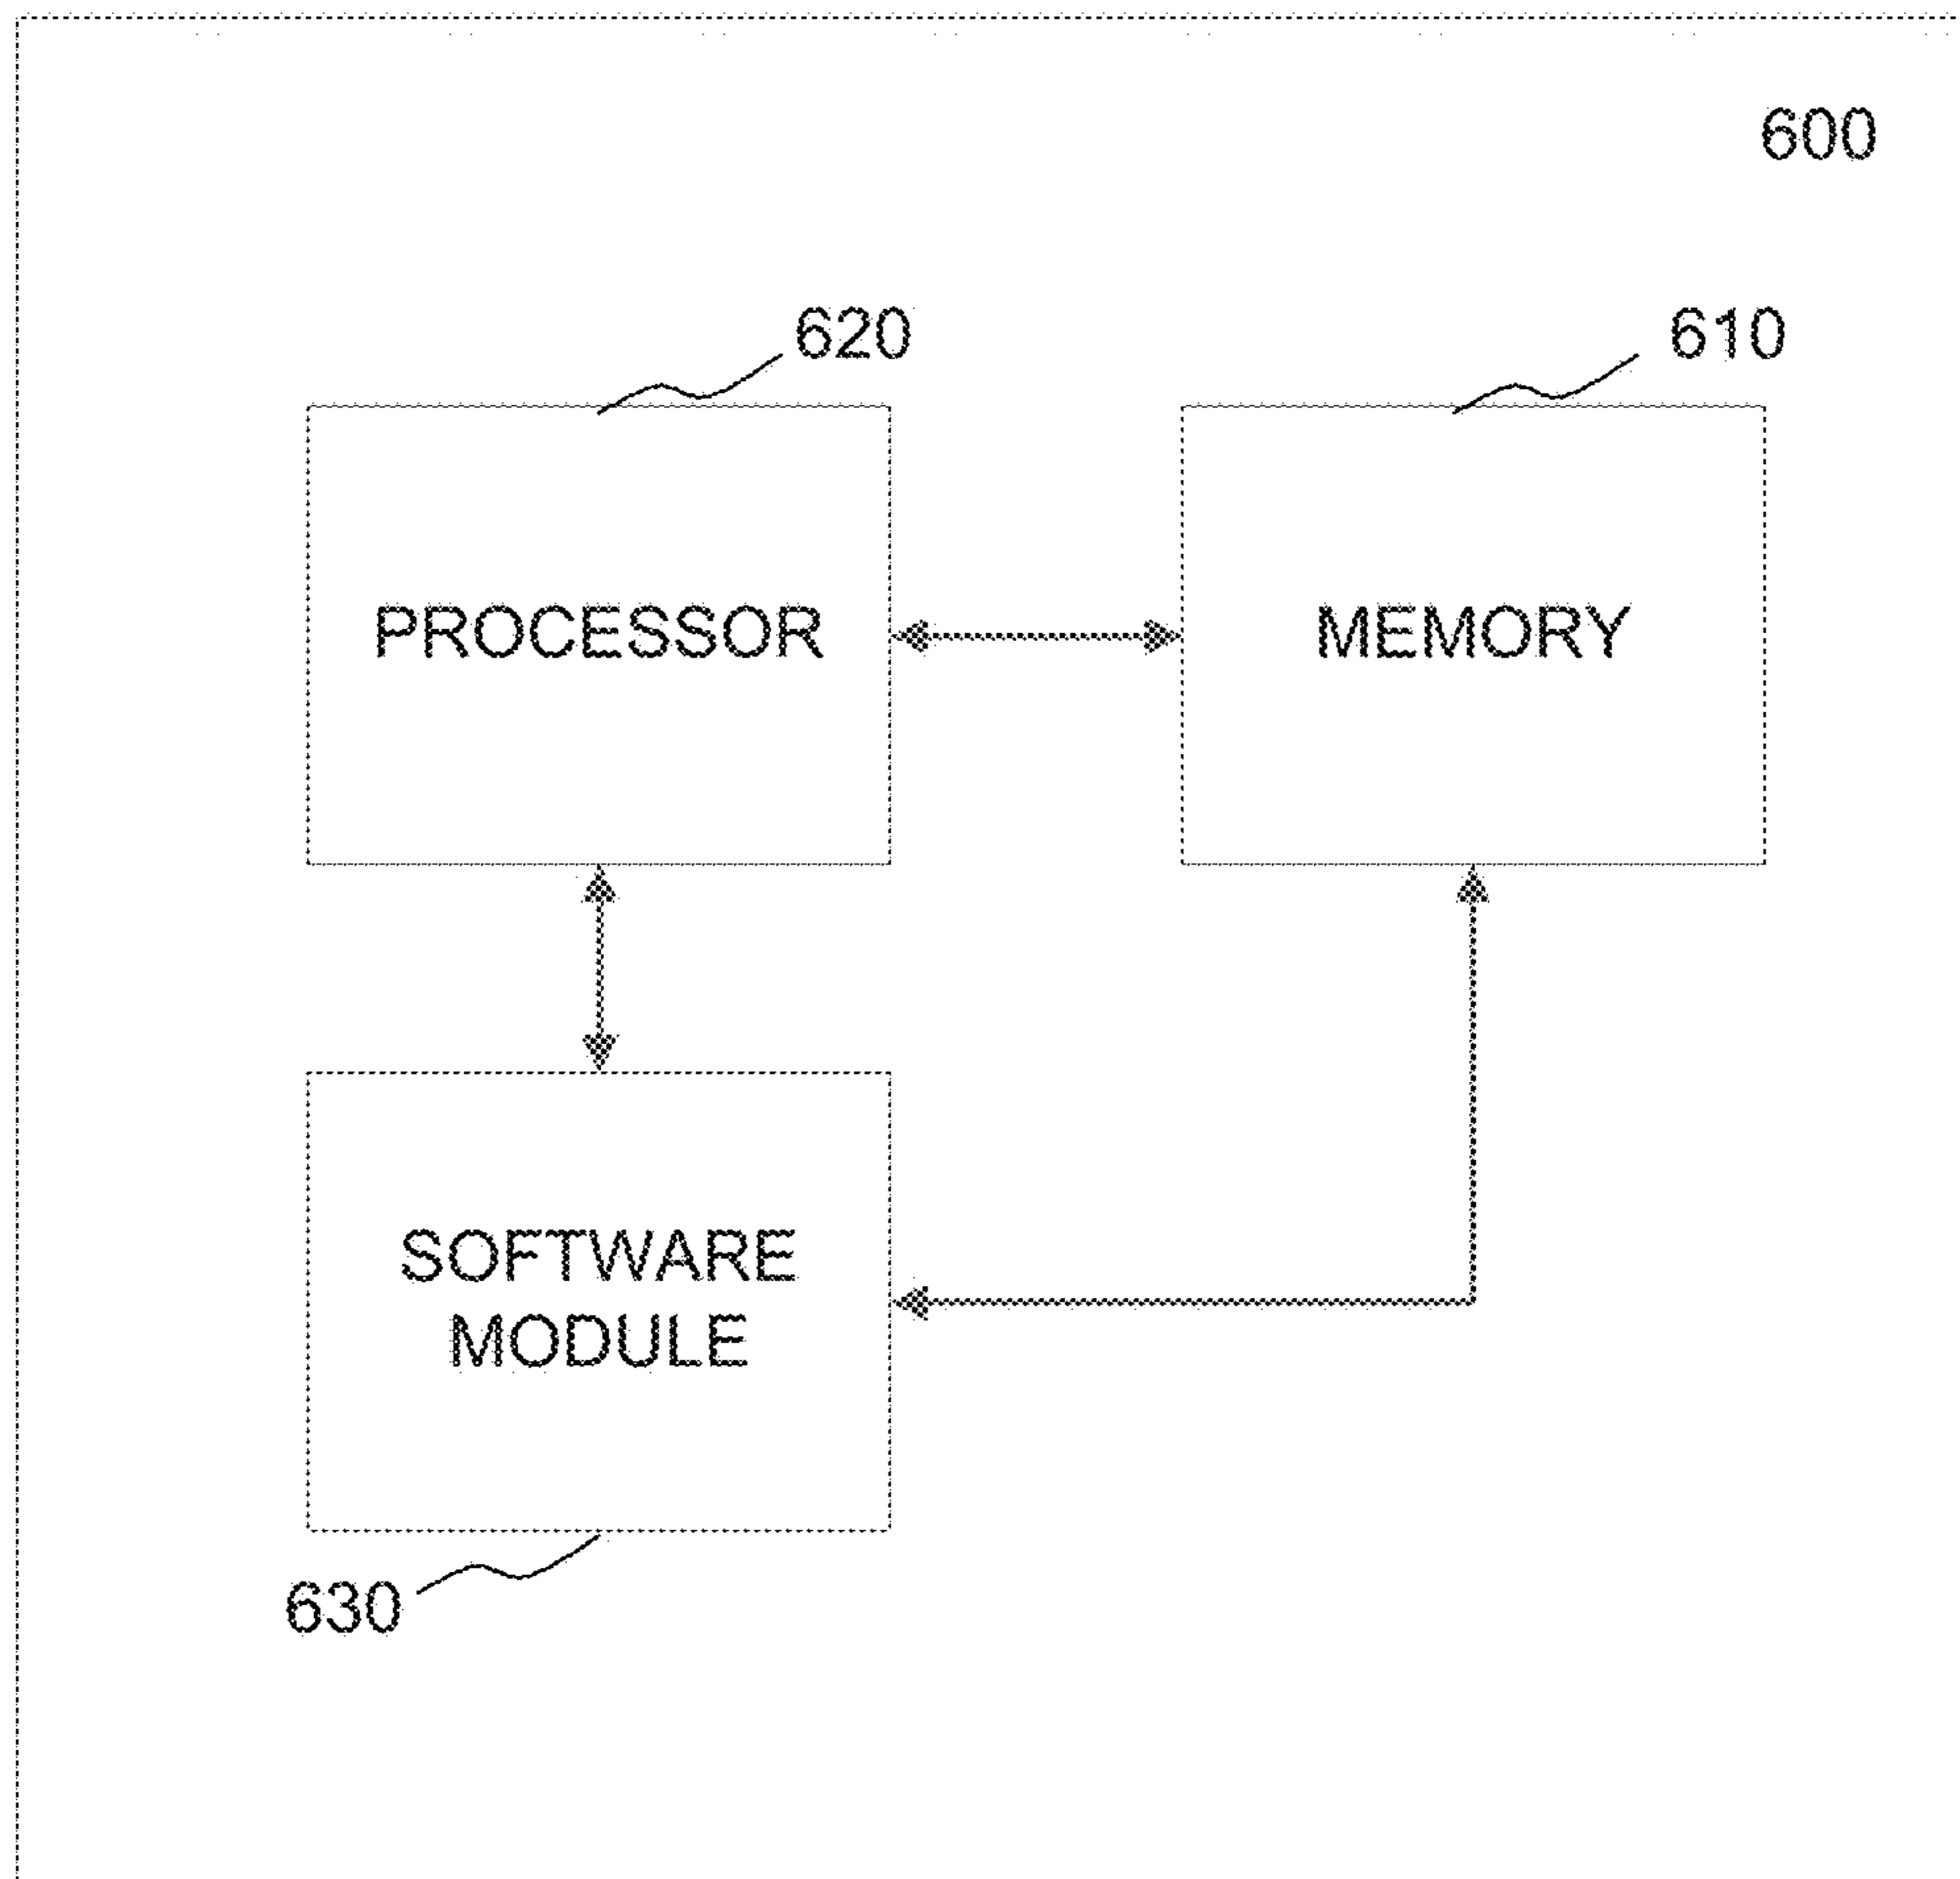 600
620
610
PROCESSOR
MEMORY
SOFTWARE
MODULE
630